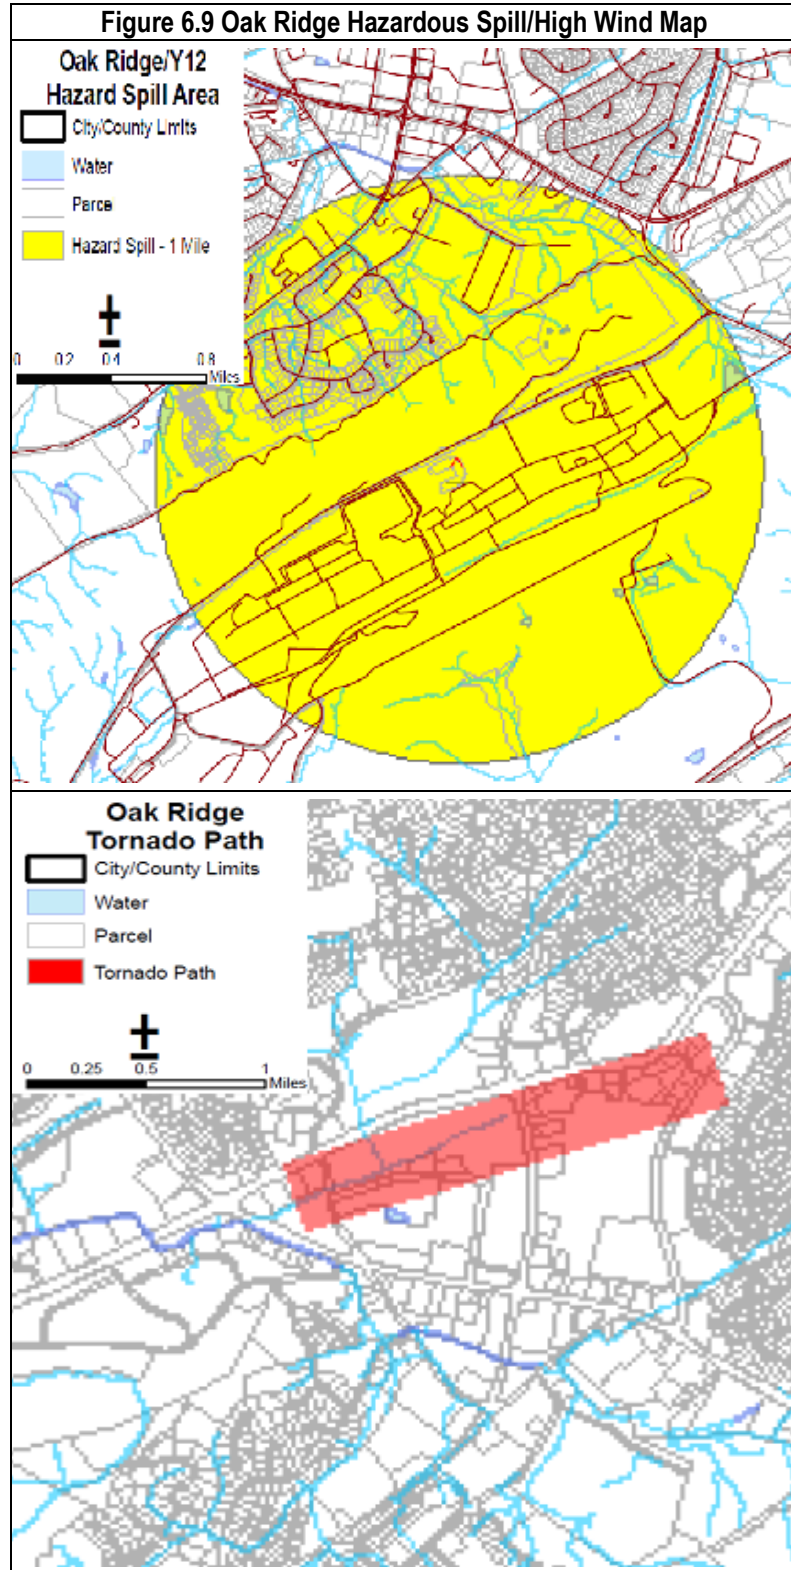 Figure 6.9 Oak Ridge Hazardous Spill/High Wind Map
Oak Ridge/Y12
Hazard Spill Area
City/County Limits
Water
Parcel
Hazard Spill - 1 Mile
0 0.2 0.4 0.8
Miles
Oak Ridge
Tornado Path
City/County Limits
Water
Parcel
Tornado Path
0 0.25 0.5 1
Miles